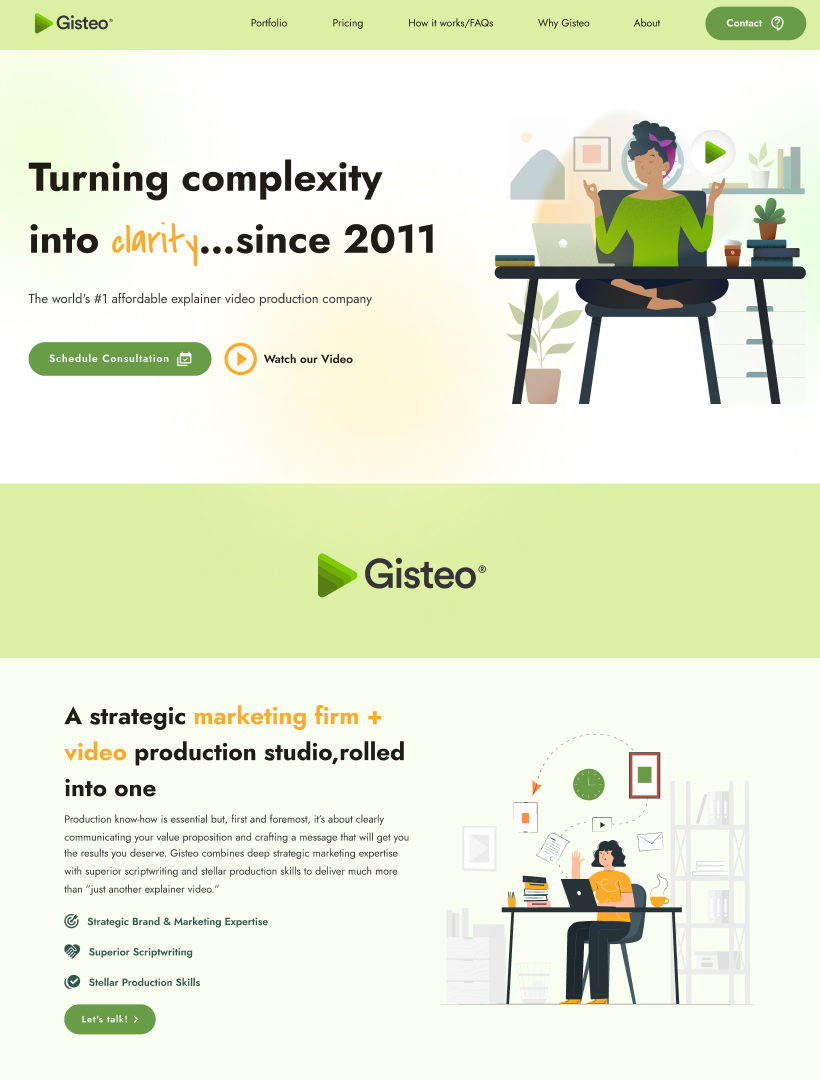 Gisteo®
Portfolio
Pricing
How it works/FAQs
Why Gisteo
About
Contact
Turning complexity
into clarity...since 2011
The world's #1 affordable explainer video production company
Schedule Consultation
Watch our Video
Gisteo®
A strategic marketing firm +
video production studio,rolled
into one
Production know-how is essential but, first and foremost, it's about clearly
communicating your value proposition and crafting a message that will get you
the results you deserve. Gisteo combines deep strategic marketing expertise
with superior scriptwriting and stellar production skills to deliver much more
than "just another explainer video."
Strategic Brand & Marketing Expertise
Superior Scriptwriting
Stellar Production Skills
Let's talk!